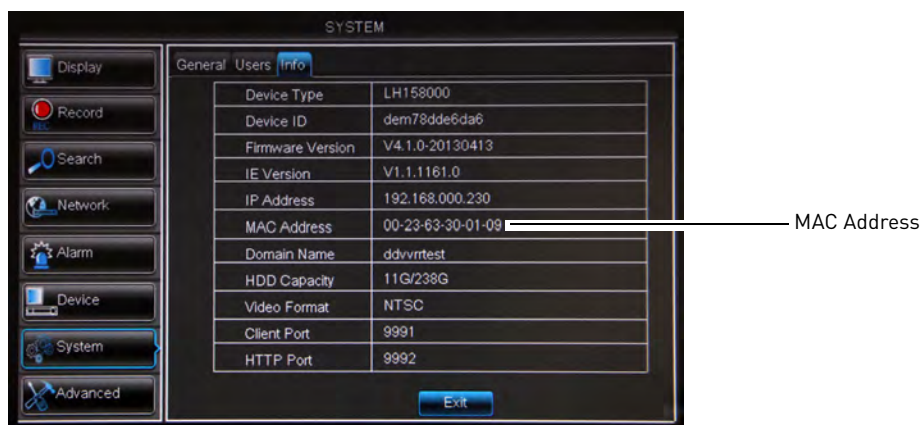 SYSTEM
Display
Record
REC
Search
Network
Alarm
Device
System
Advanced
General Users Info
Device Type LH158000
Device ID dem78dde6da6
Firmware Version V4.1.0-20130413
IE Version V1.1.1161.0
IP Address 192.168.000.230
MAC Address 00-23-63-30-01-09
Domain Name ddvvrrtest
HDD Capacity 11G/238G
Video Format NTSC
Client Port 9991
HTTP Port 9992
Exit
MAC Address